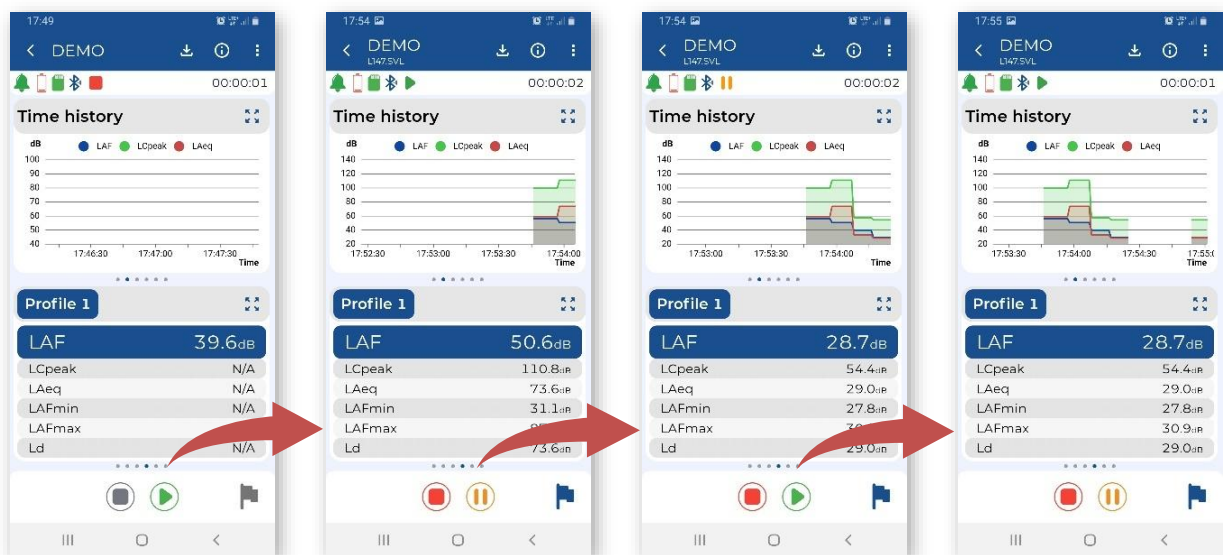 17:49
DEMO
00:00:01
Time history
dB LAF LCpeak LAeq
100
90
80
70
60
50
40
17:46:30 17:47:00 17:47:30
Time
Profile 1
LAF 39.6dB
LCpeak N/A
LAeq N/A
LAFmin N/A
LAFmax
Ld N/A
17:54
DEMO
L147.SVL
00:00:02
Time history
dB LAF LCpeak LAeq
140
120
100
80
60
40
20
17:52:30 17:53:00 17:53:30 17:54:00
Time
Profile 1
LAF 50.6dB
LCpeak 110.8dB
LAeq 73.6dB
LAFmin 31.1dB
LAFmax
Ld 73.6dB
17:54
DEMO
L147.SVL
00:00:02
Time history
dB LAF LCpeak LAeq
140
120
100
80
60
40
20
17:53:00 17:53:30 17:54:00
Time
Profile 1
LAF 28.7dB
LCpeak 54.4dB
LAeq 29.0dB
LAFmin 27.8dB
LAFmax
Ld 29.0dB
17:55
DEMO
L147.SVL
00:00:01
Time history
dB LAF LCpeak LAeq
140
120
100
80
60
40
20
17:53:30 17:54:00 17:54:30 17:55:0
Time
Profile 1
LAF 28.7dB
LCpeak 54.4dB
LAeq 29.0dB
LAFmin 27.8dB
LAFmax 30.9dB
Ld 29.0dB